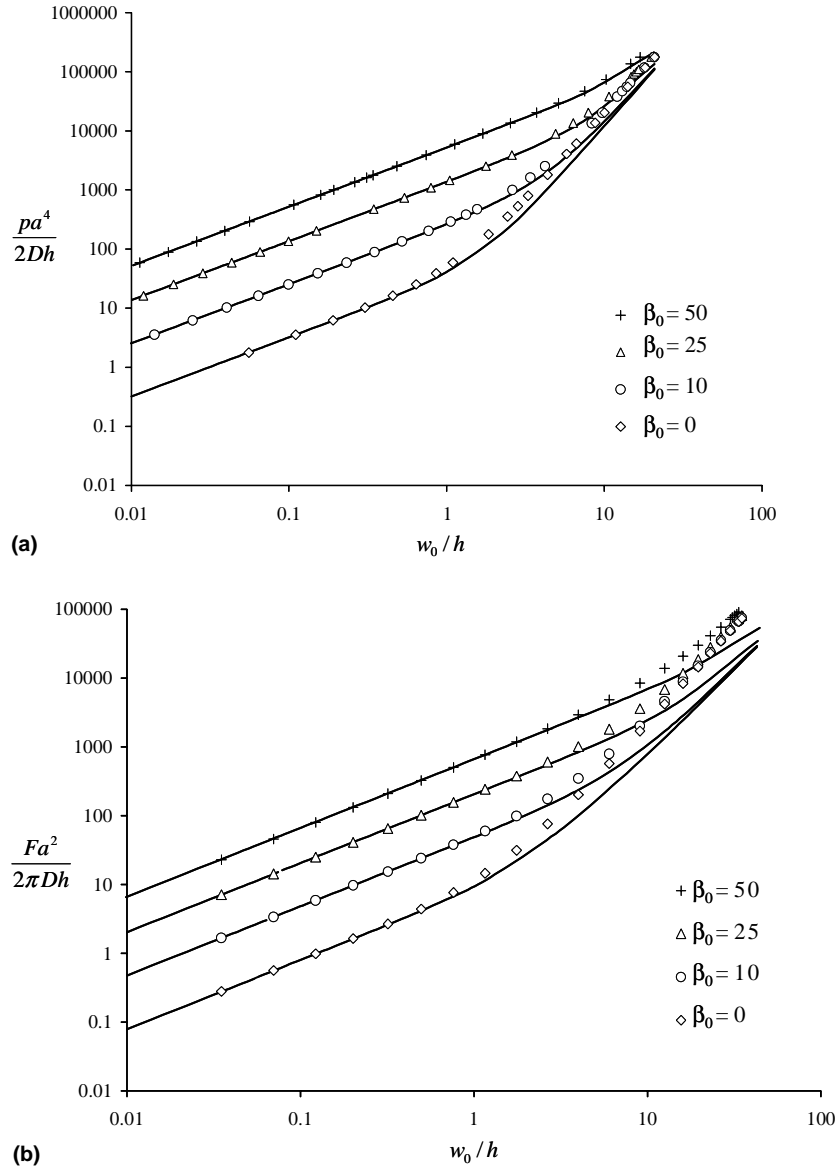 1000000
100000
10000
1000
100
10
1
0.1
0.01
pa⁴
2Dh
0.01 0.1 1 10 100
w₀ / h
+ β₀ = 50
△ β₀ = 25
○ β₀ = 10
◇ β₀ = 0
(a)
100000
10000
1000
100
10
1
0.1
0.01
Fa²
2πDh
0.01 0.1 1 10 100
w₀ / h
+ β₀ = 50
△ β₀ = 25
○ β₀ = 10
◇ β₀ = 0
(b)